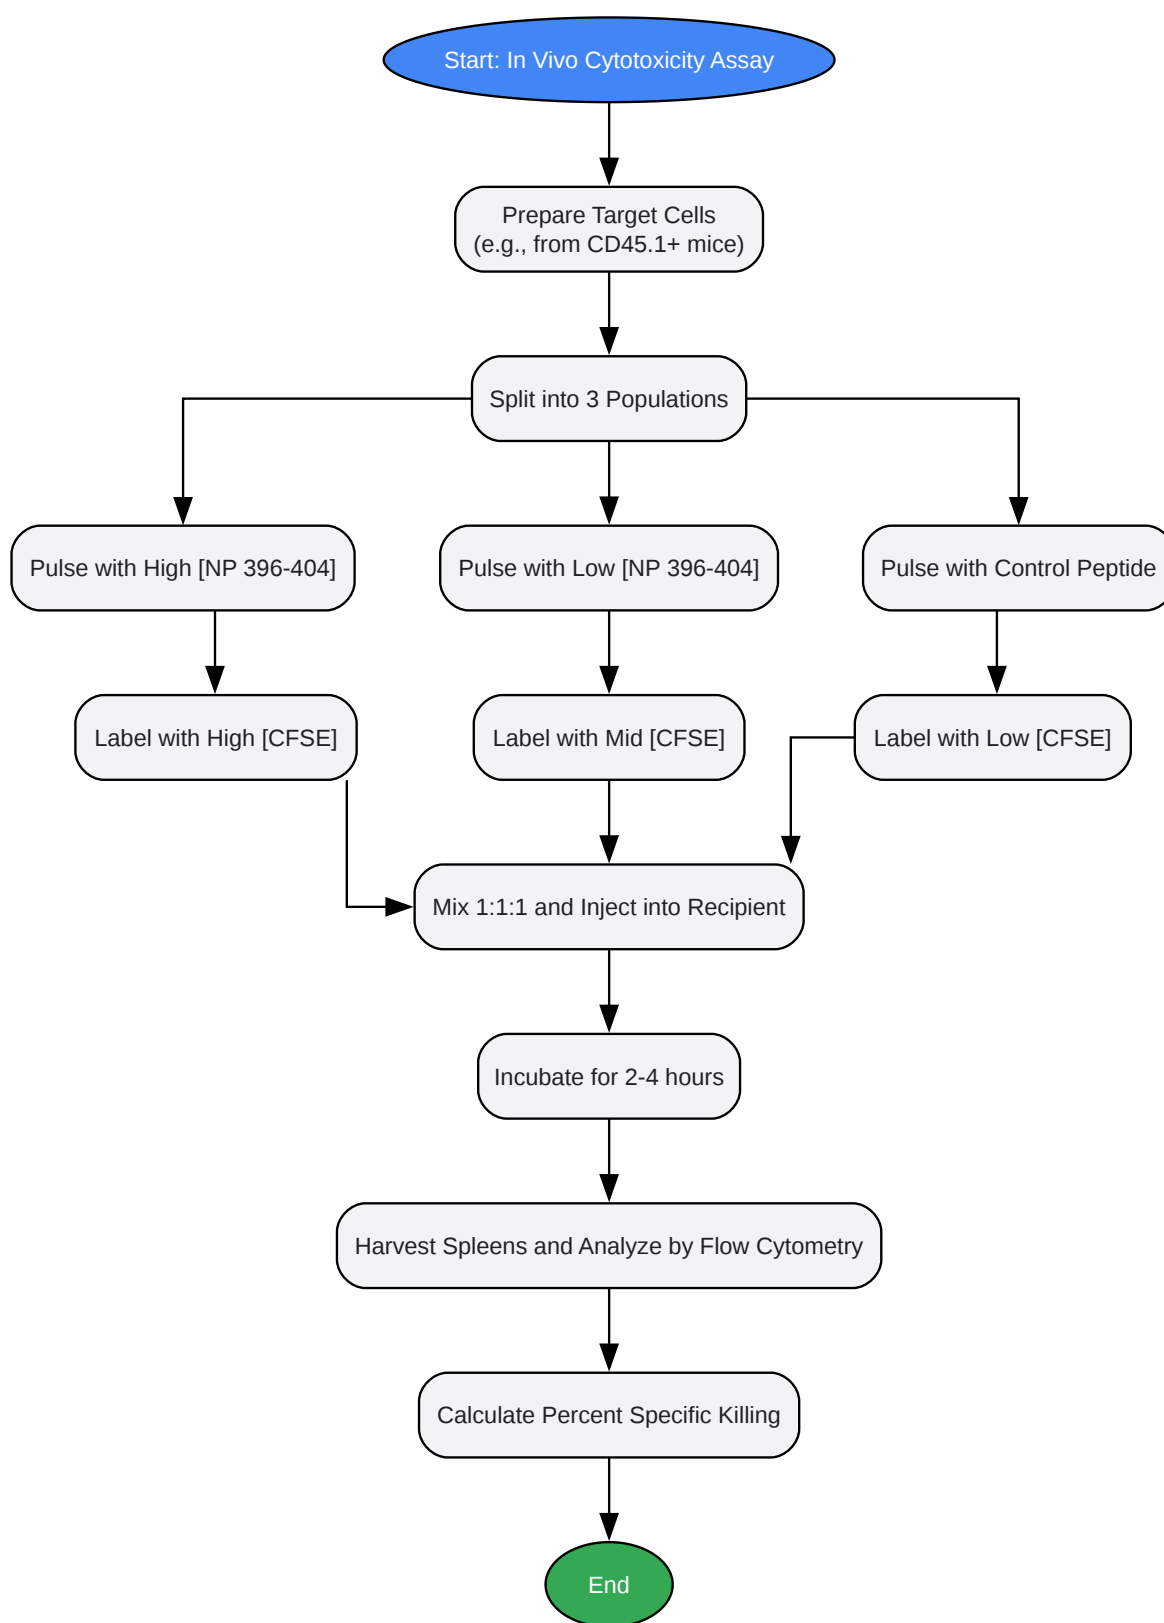 Start: In Vivo Cytotoxicity Assay
Prepare Target Cells
(e.g., from CD45.1+ mice)
Split into 3 Populations
Pulse with High [NP 396-404]
Pulse with Low [NP 396-404]
Pulse with Control Peptide
Label with High [CFSE]
Label with Mid [CFSE]
Label with Low [CFSE]
Mix 1:1:1 and Inject into Recipient
Incubate for 2-4 hours
Harvest Spleens and Analyze by Flow Cytometry
Calculate Percent Specific Killing
End